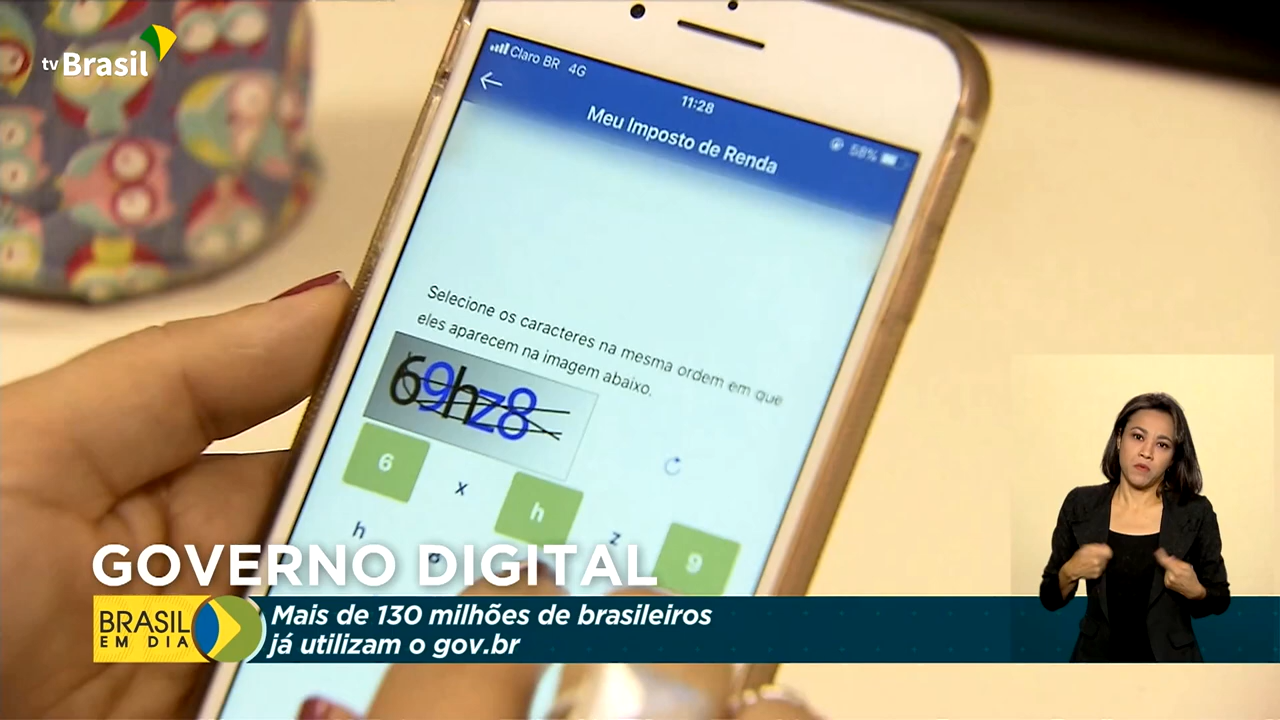 tv Brasil
Claro BR 4G
11:28
58%
Meu Imposto de Renda
Selecione os caracteres na mesma ordem em que
eles aparecem na imagem abaixo.
69hz8
6 x h z 9
h
GOVERNO DIGITAL
BRASIL
EM DIA
Mais de 130 milhões de brasileiros
já utilizam o gov.br